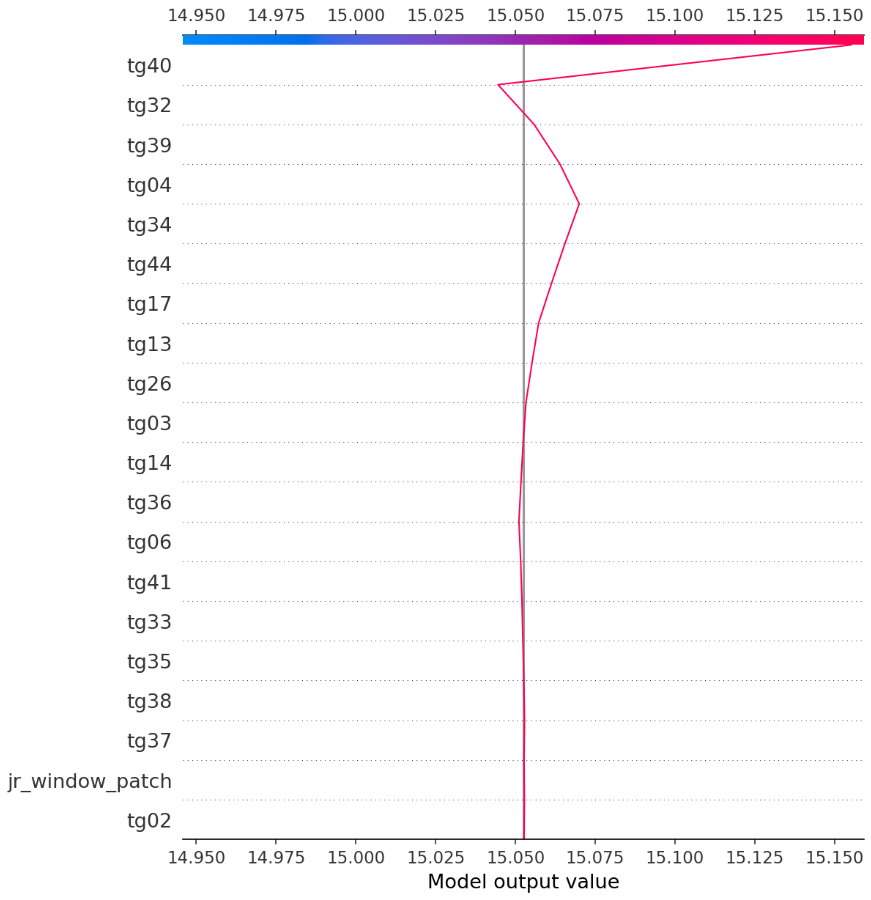 14.950 14.975 15.000 15.025 15.050 15.075 15.100 15.125 15.150
tg40
tg32
tg39
tg04
tg34
tg44
tg17
tg13
tg26
tg03
tg14
tg36
tg06
tg41
tg33
tg35
tg38
tg37
jr_window_patch
tg02
14.950 14.975 15.000 15.025 15.050 15.075 15.100 15.125 15.150
Model output value